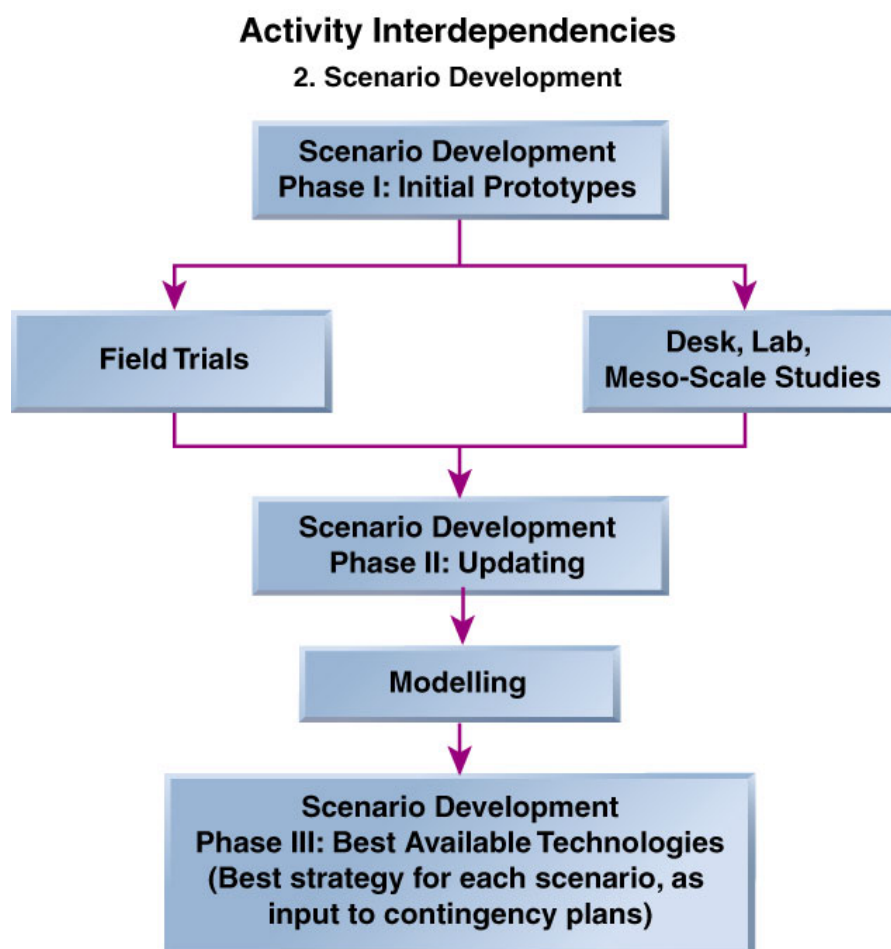 Activity Interdependencies
2. Scenario Development
Scenario Development
Phase I: Initial Prototypes
Field Trials
Desk, Lab,
Meso-Scale Studies
Scenario Development
Phase II: Updating
Modelling
Scenario Development
Phase III: Best Available Technologies
(Best strategy for each scenario, as
input to contingency plans)